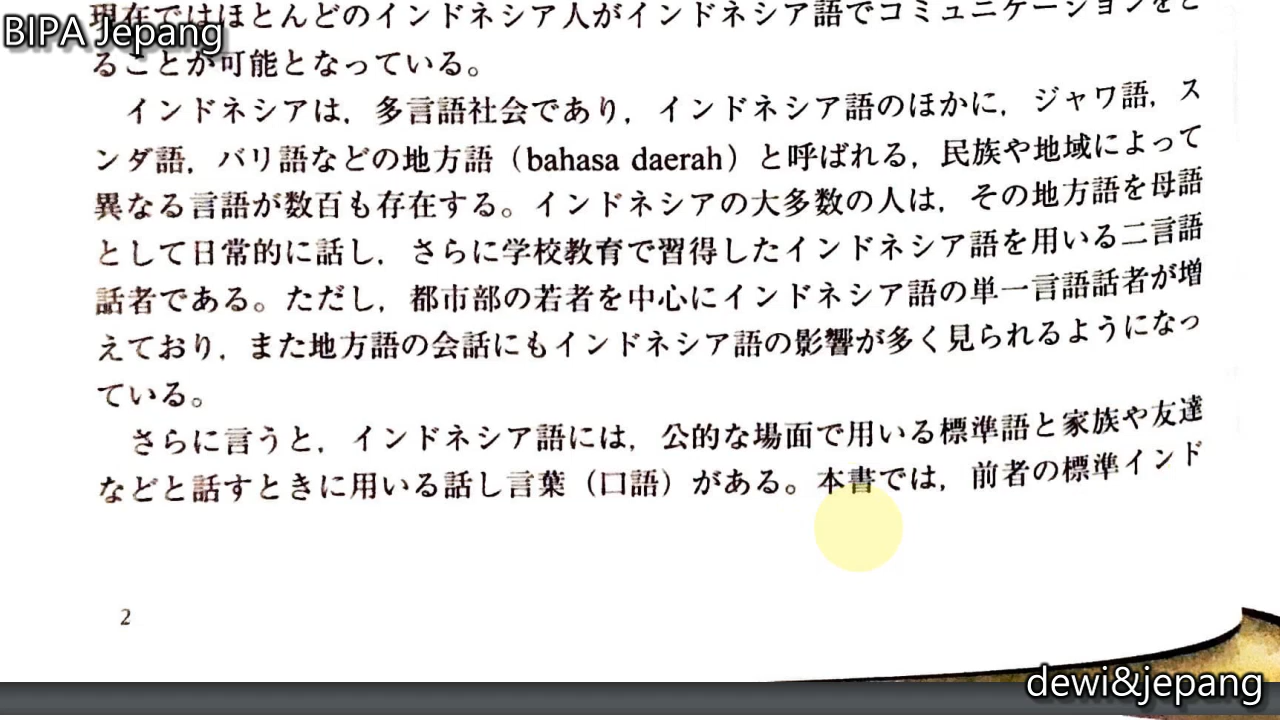 現在ではほとんどのインドネシア人がインドネシア語でコミュニケーションをと
BIPA Jepang
ることが可能となっている。
インドネシアは，多言語社会であり，インドネシア語のほかに，ジャワ語，ス
ンダ語，バリ語などの地方語（bahasa daerah）と呼ばれる，民族や地域によって
異なる言語が数百も存在する。インドネシアの大多数の人は，その地方語を母語
として日常的に話し，さらに学校教育で習得したインドネシア語を用いる二言語
話者である。ただし，都市部の若者を中心にインドネシア語の単一言語話者が増
えており，また地方語の会話にもインドネシア語の影響が多く見られるようになっ
ている。
さらに言うと，インドネシア語には，公的な場面で用いる標準語と家族や友達
などと話すときに用いる話し言葉（口語）がある。本書では，前者の標準インド
2
dewi&jepang